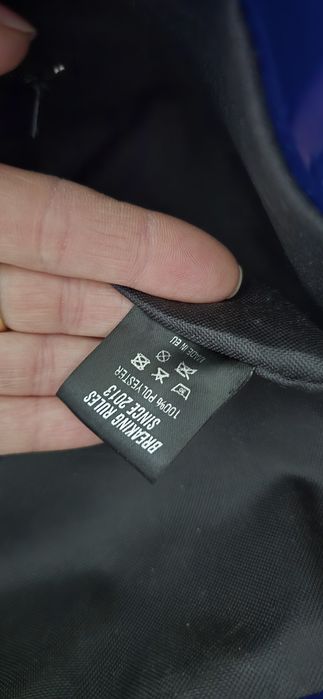 BREAKING RULES
SINCE 2013
100% POLYESTER
MADE IN EU